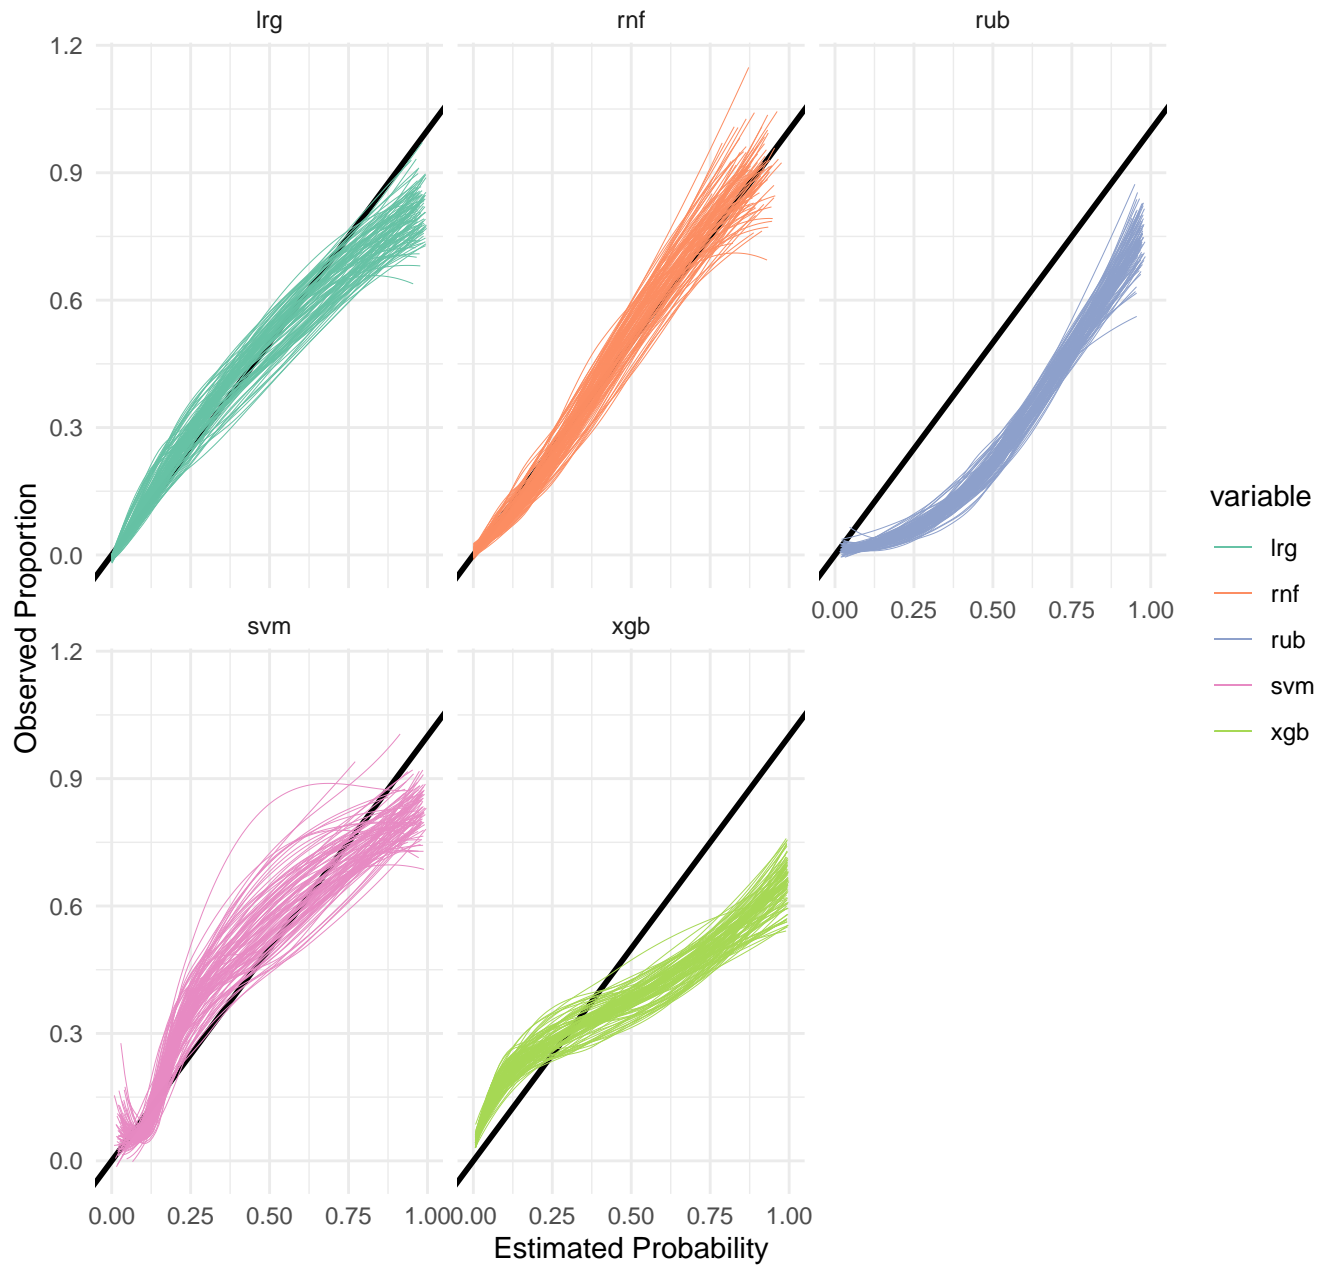 lrg
rnf
rub
1.2
0.9
0.6
0.3
0.0
0.00 0.25 0.50 0.75 1.00
svm
xgb
1.2
0.9
0.6
0.3
0.0
0.00 0.25 0.50 0.75 1.00
0.00 0.25 0.50 0.75 1.00
Estimated Probability
Observed Proportion
variable
lrg
rnf
rub
svm
xgb